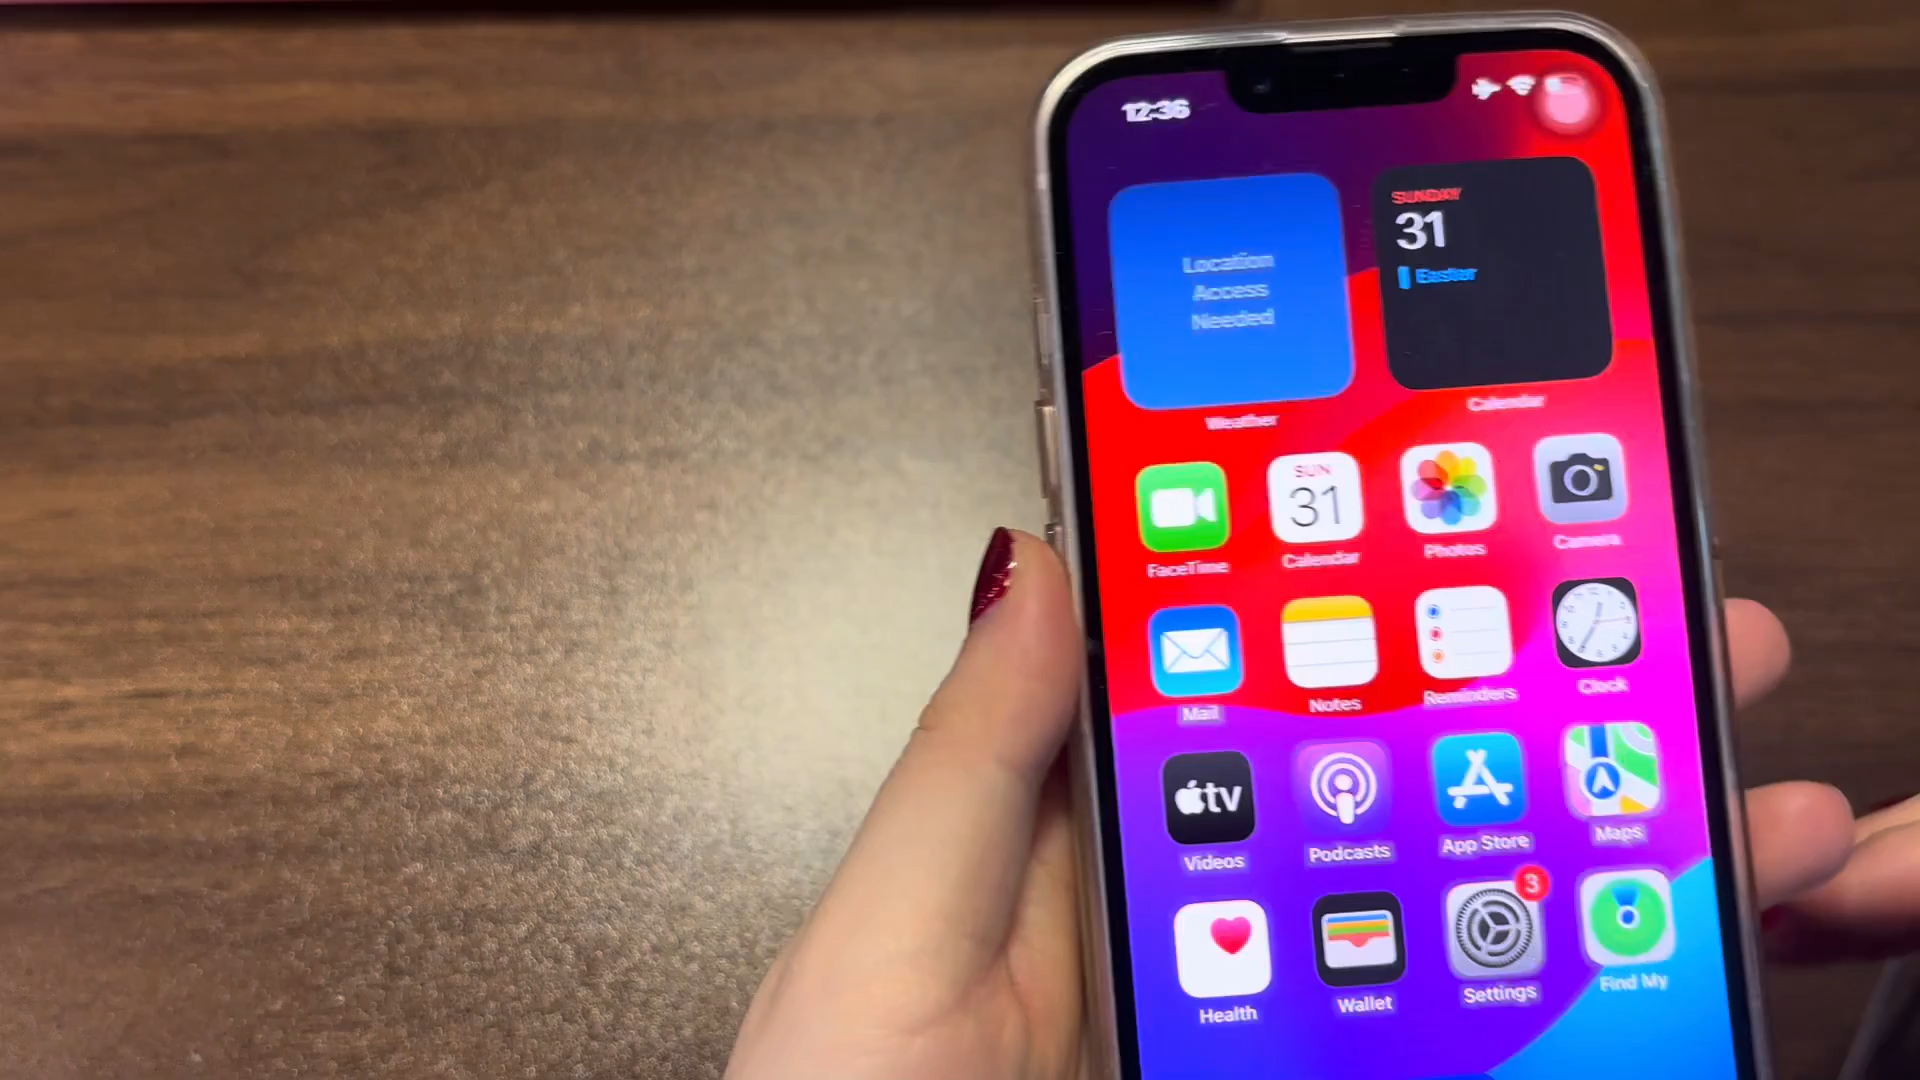 12:36
Location
Access
Needed
SUNDAY
31
Easter
Weather
Calendar
SUN
31
FaceTime
Calendar
Photos
Camera
Mail
Notes
Reminders
Clock
tv
Videos
Podcasts
App Store
Maps
3
Health
Wallet
Settings
Find My